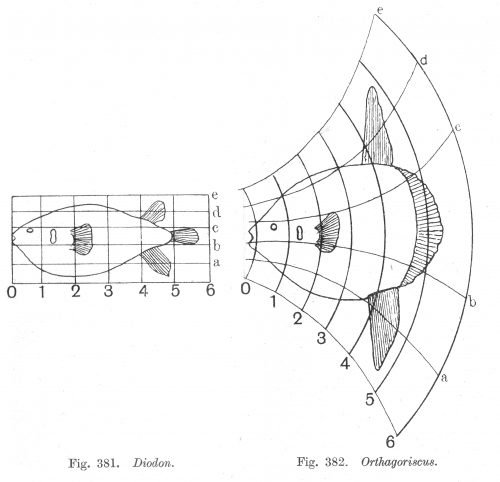 e
d
c
b
a
0 1 2 3 4 5 6
e
d
c
b
a
0
1
2
3
4
5
6
Fig. 381. Diodon.
Fig. 382. Orthagoriscus.